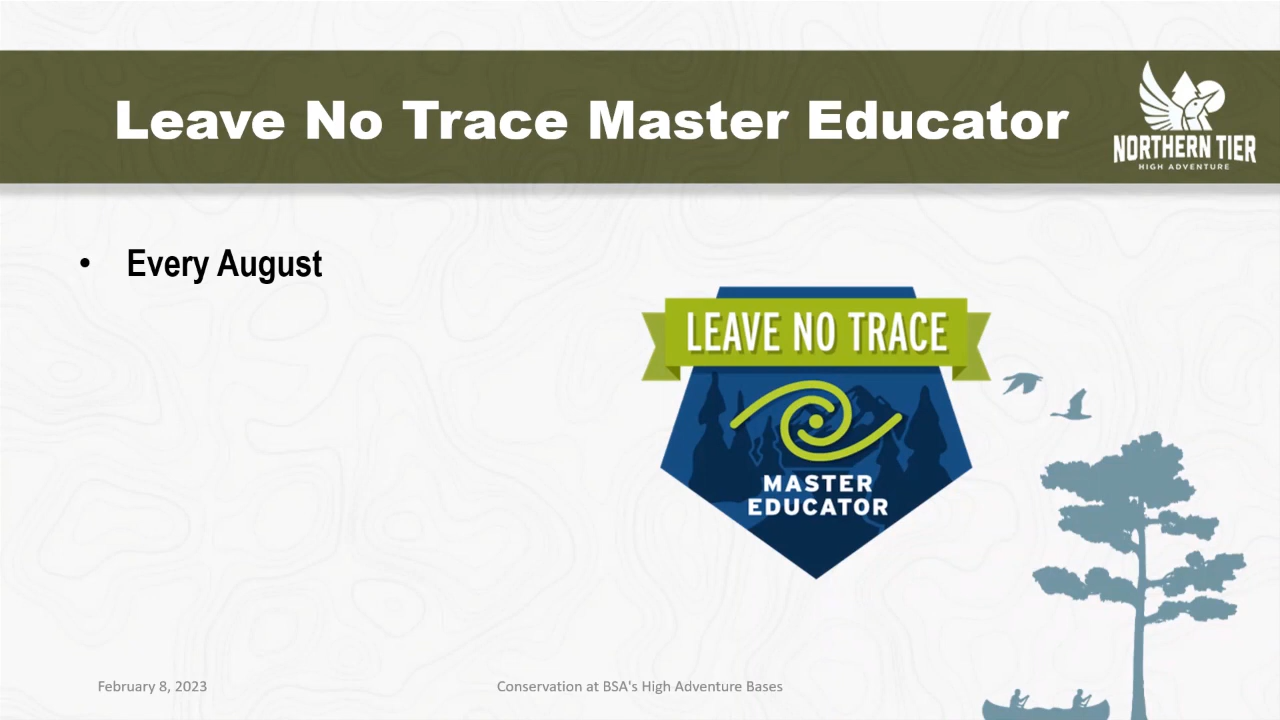 Leave No Trace Master Educator
NORTHERN TIER
HIGH ADVENTURE
• Every August
LEAVE NO TRACE
MASTER
EDUCATOR
February 8, 2023
Conservation at BSA's High Adventure Bases